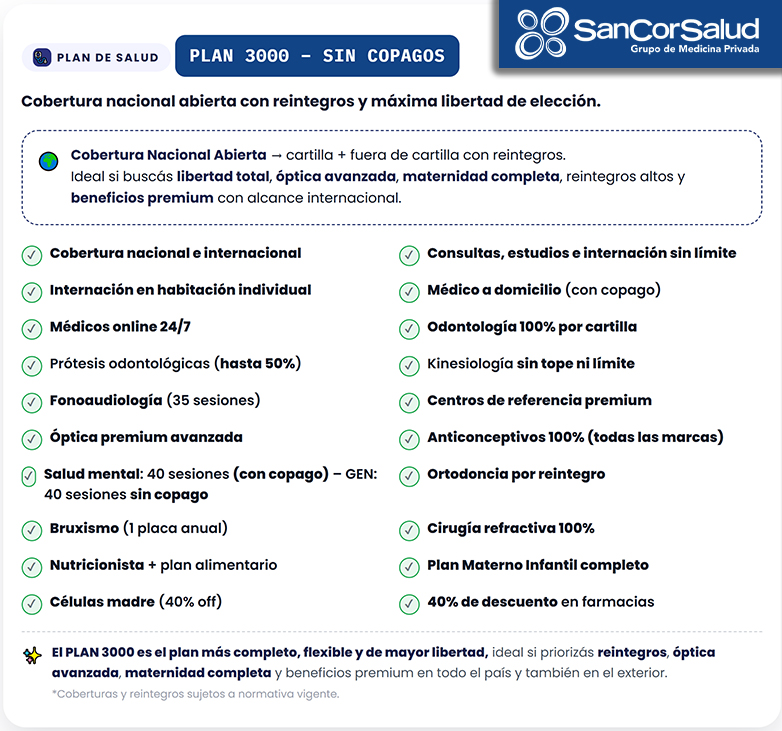 SanCorSalud
Grupo de Medicina Privada
PLAN DE SALUD
PLAN 3000 – SIN COPAGOS
Cobertura nacional abierta con reintegros y máxima libertad de elección.
Cobertura Nacional Abierta → cartilla + fuera de cartilla con reintegros.
Ideal si buscás libertad total, óptica avanzada, maternidad completa, reintegros altos y
beneficios premium con alcance internacional.
Cobertura nacional e internacional
Consultas, estudios e internación sin límite
Internación en habitación individual
Médico a domicilio (con copago)
Médicos online 24/7
Odontología 100% por cartilla
Prótesis odontológicas (hasta 50%)
Kinesiología sin tope ni límite
Fonoaudiología (35 sesiones)
Centros de referencia premium
Óptica premium avanzada
Anticonceptivos 100% (todas las marcas)
Salud mental: 40 sesiones (con copago) – GEN:
40 sesiones sin copago
Ortodoncia por reintegro
Bruxismo (1 placa anual)
Cirugía refractiva 100%
Nutricionista + plan alimentario
Plan Materno Infantil completo
Células madre (40% off)
40% de descuento en farmacias
El PLAN 3000 es el plan más completo, flexible y de mayor libertad, ideal si priorizás reintegros, óptica
avanzada, maternidad completa y beneficios premium en todo el país y también en el exterior.
*Coberturas y reintegros sujetos a normativa vigente.